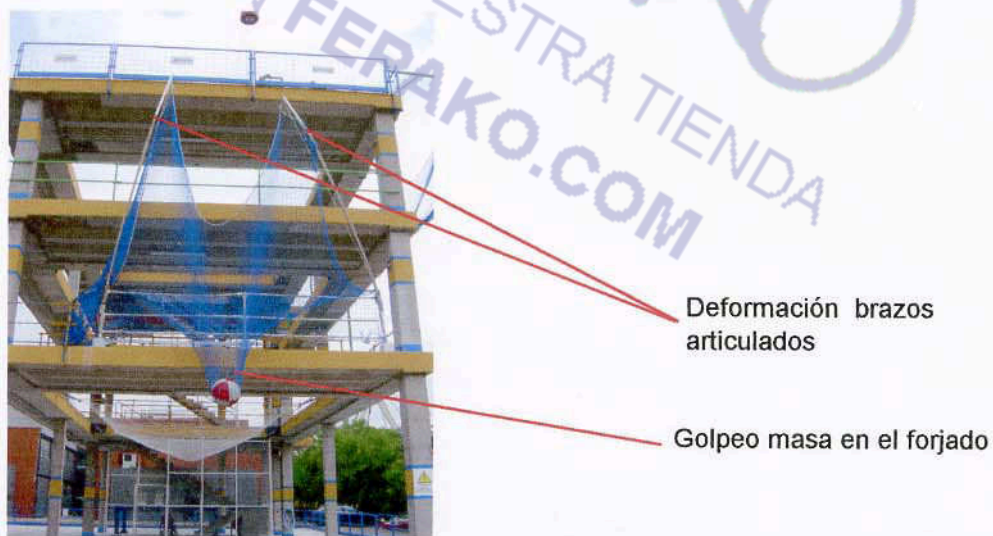 ESTRA TIENDA
FERAKO.COM
Deformación brazos
articulados
Golpeo masa en el forjado